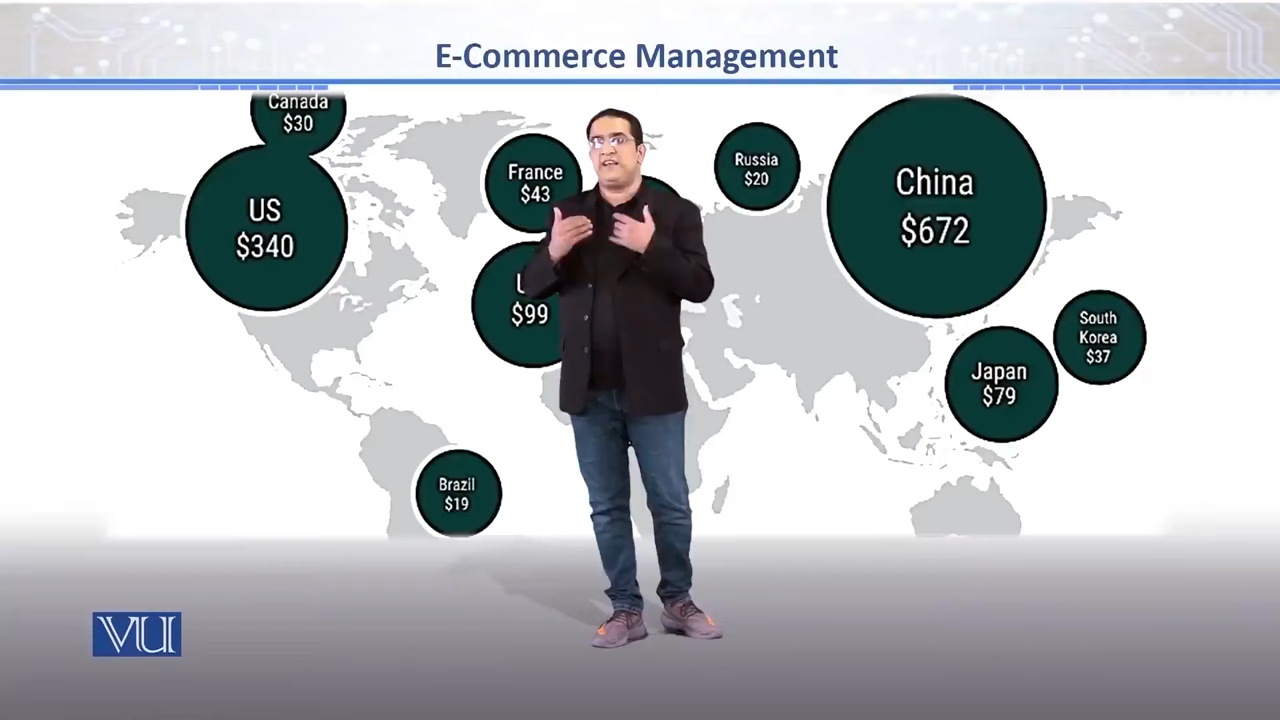 E-Commerce Management
Canada
$30
US
$340
France
$43
$99
Russia
$20
China
$672
South
Korea
$37
Japan
$79
Brazil
$19
VU